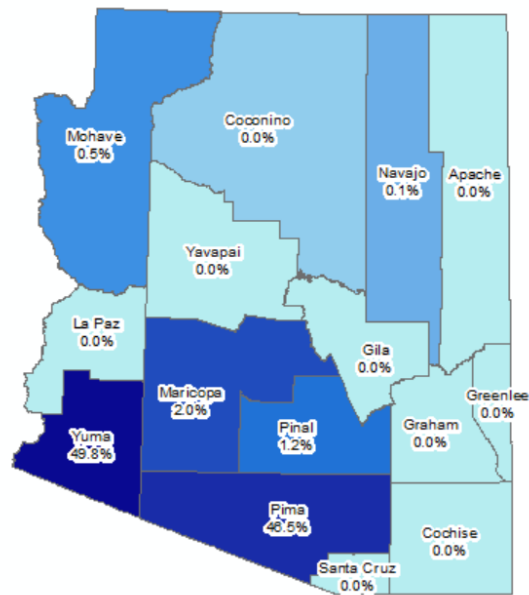 Mohave
0.5%
Coconino
0.0%
Navajo
0.1%
Apache
0.0%
Yavapai
0.0%
La Paz
0.0%
Gila
0.0%
Greenlee
0.0%
Maricopa
2.0%
Pinal
1.2%
Graham
0.0%
Yuma
49.8%
Pima
46.5%
Cochise
0.0%
Santa Cruz
0.0%